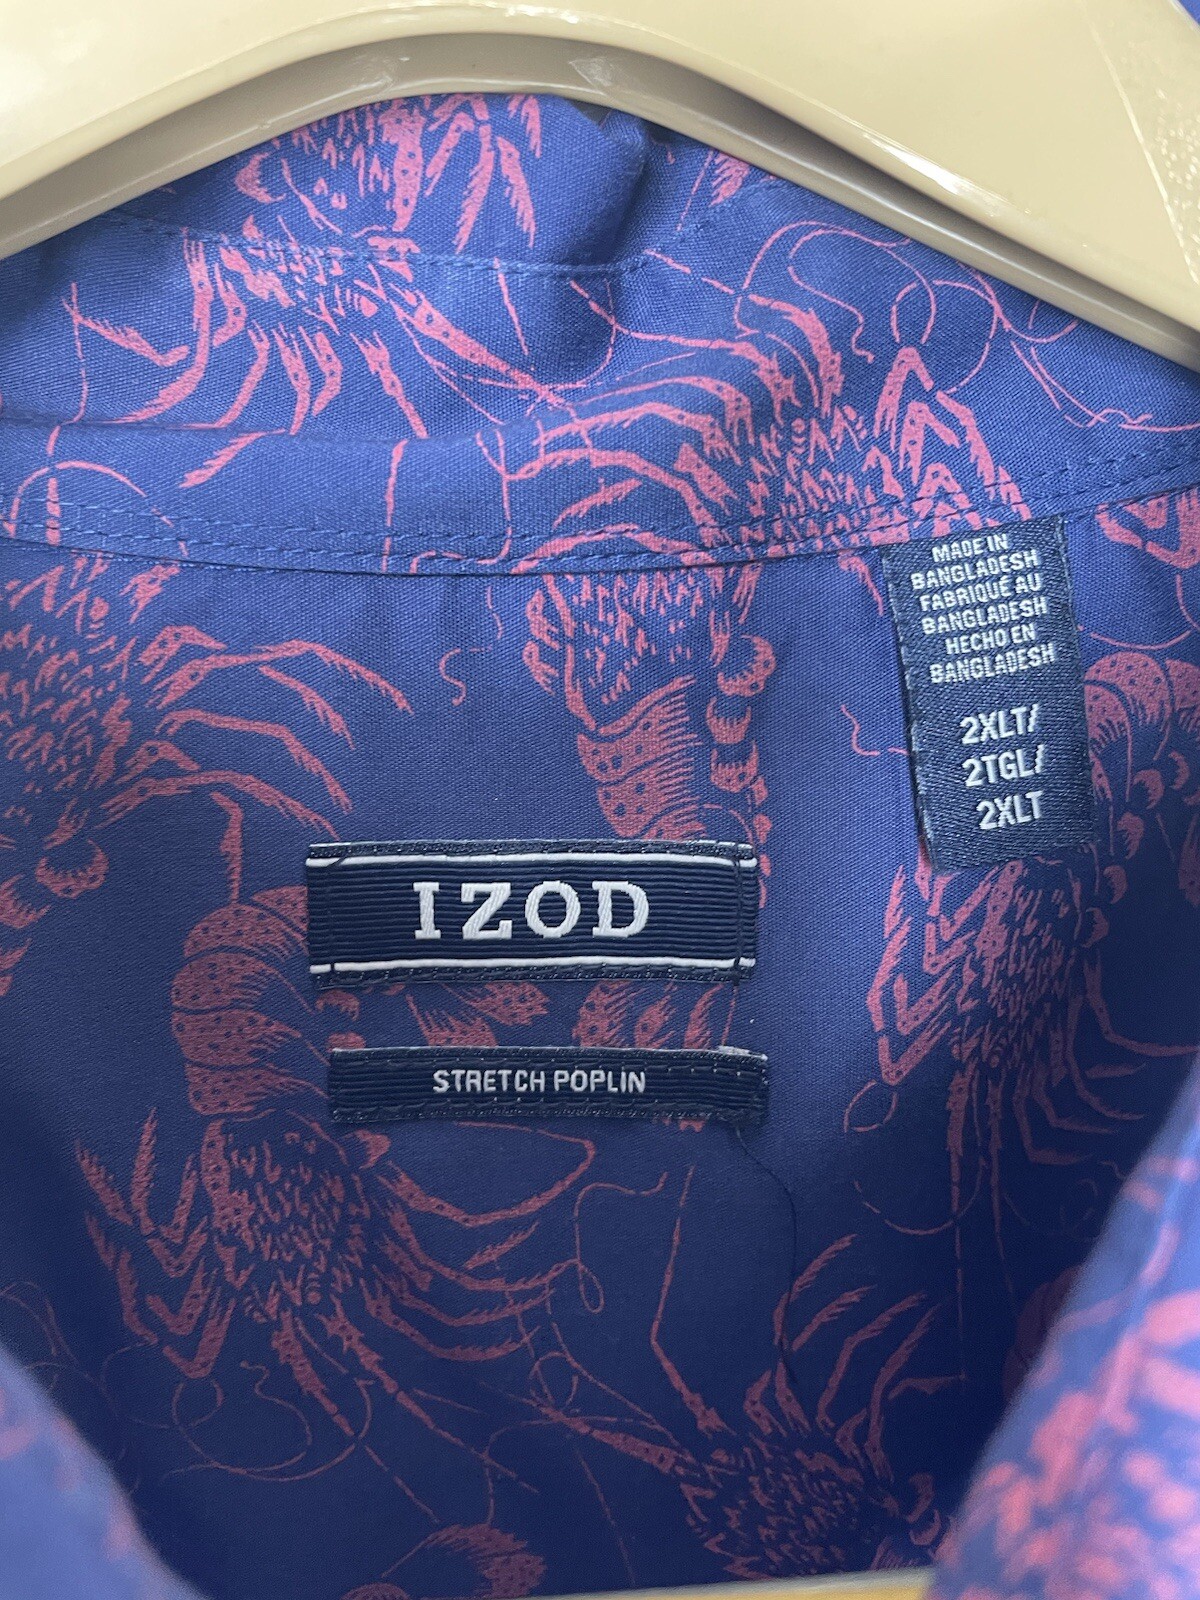 MADE IN
BANGLADESH
FABRIQUÉ AU
BANGLADESH
HECHO EN
BANGLADESH
2XLT/
2TGL/
2XLT
IZOD
STRETCH POPLIN